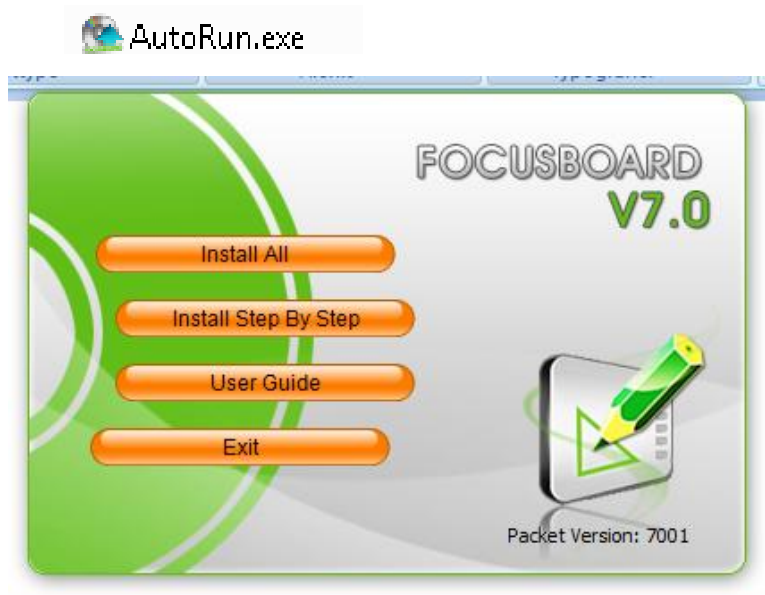 AutoRun.exe
FOCUSBOARD
V7.0
Install All
Install Step By Step
User Guide
Exit
Packet Version: 7001